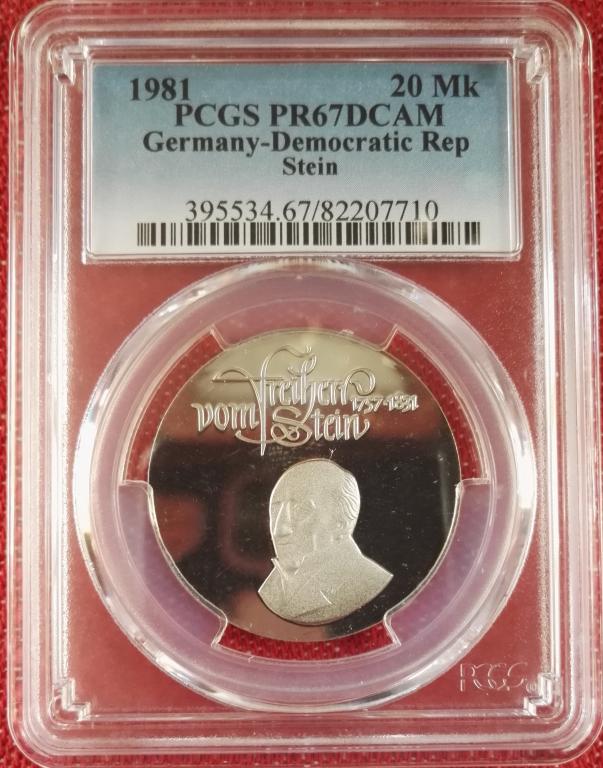 1981 20 Mk
PCGS PR67DCAM
Germany-Democratic Rep
Stein
395534.67/82207710
Freiherr
vom Stein 1757-1831
PCGS